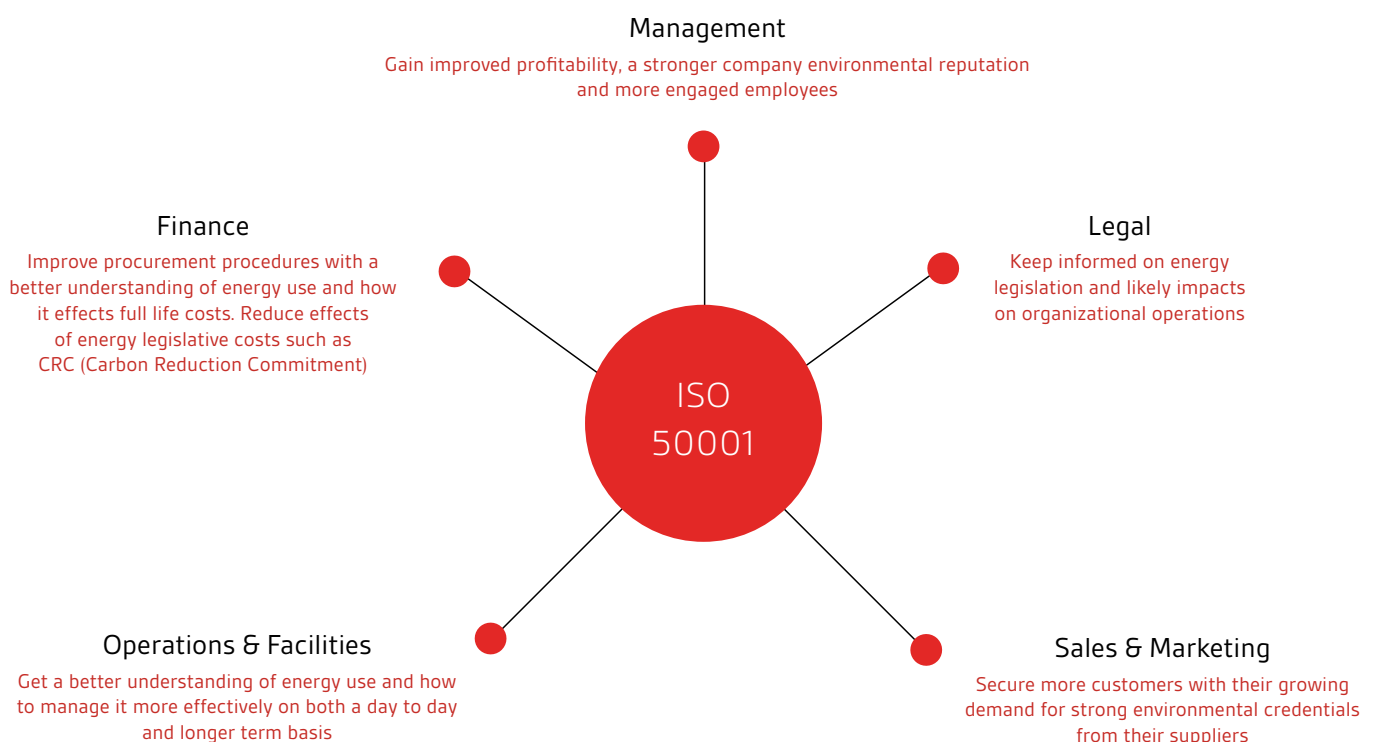 Management
Gain improved profitability, a stronger company environmental reputation
and more engaged employees
Finance
Improve procurement procedures with a
better understanding of energy use and how
it effects full life costs. Reduce effects
of energy legislative costs such as
CRC (Carbon Reduction Commitment)
Legal
Keep informed on energy
legislation and likely impacts
on organizational operations
ISO
50001
Operations & Facilities
Get a better understanding of energy use and how
to manage it more effectively on both a day to day
and longer term basis
Sales & Marketing
Secure more customers with their growing
demand for strong environmental credentials
from their suppliers